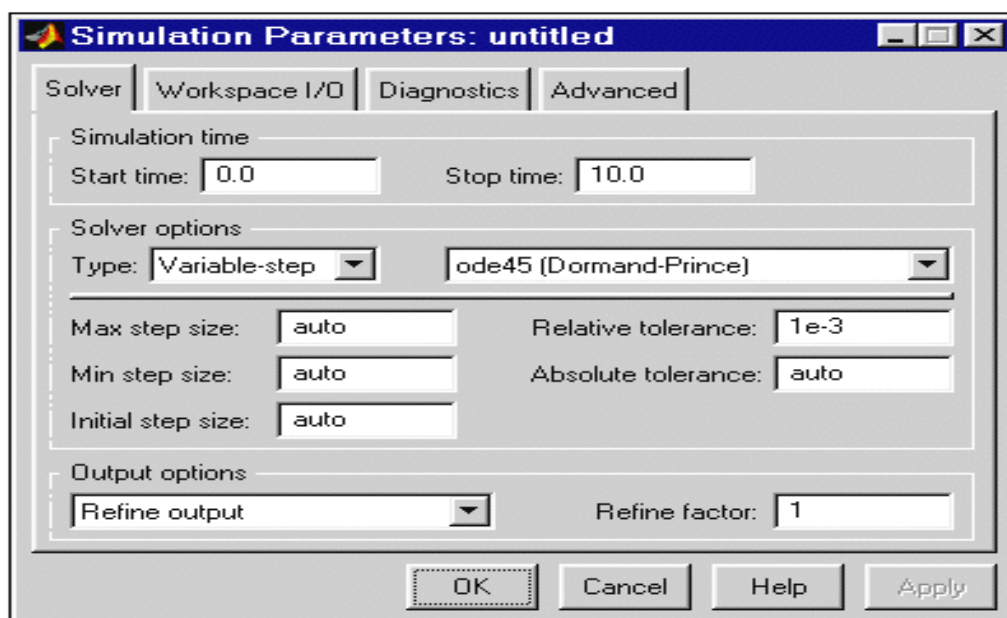 Simulation Parameters: untitled
Solver Workspace I/O Diagnostics Advanced
Simulation time
Start time: 0.0 Stop time: 10.0
Solver options
Type: Variable-step ode45 (Dormand-Prince)
Max step size: auto Relative tolerance: 1e-3
Min step size: auto Absolute tolerance: auto
Initial step size: auto
Output options
Refine output Refine factor: 1
OK Cancel Help Apply